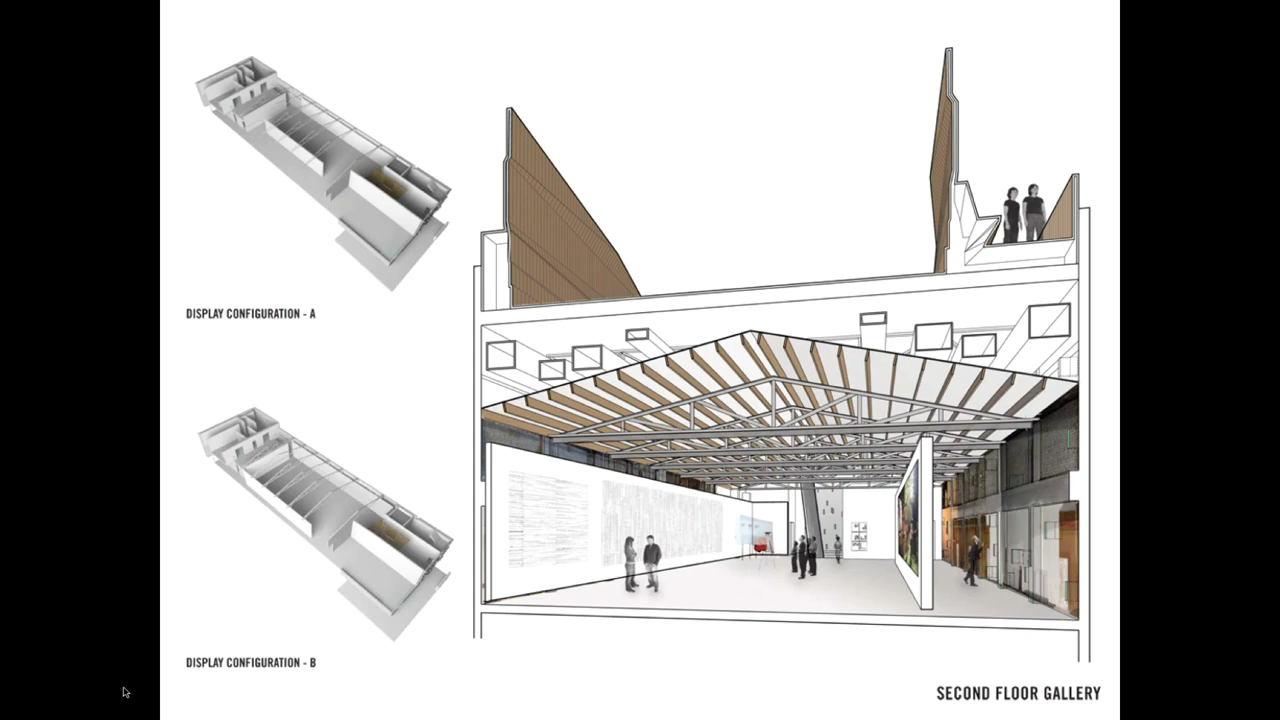 DISPLAY CONFIGURATION - A
DISPLAY CONFIGURATION - B
SECOND FLOOR GALLERY